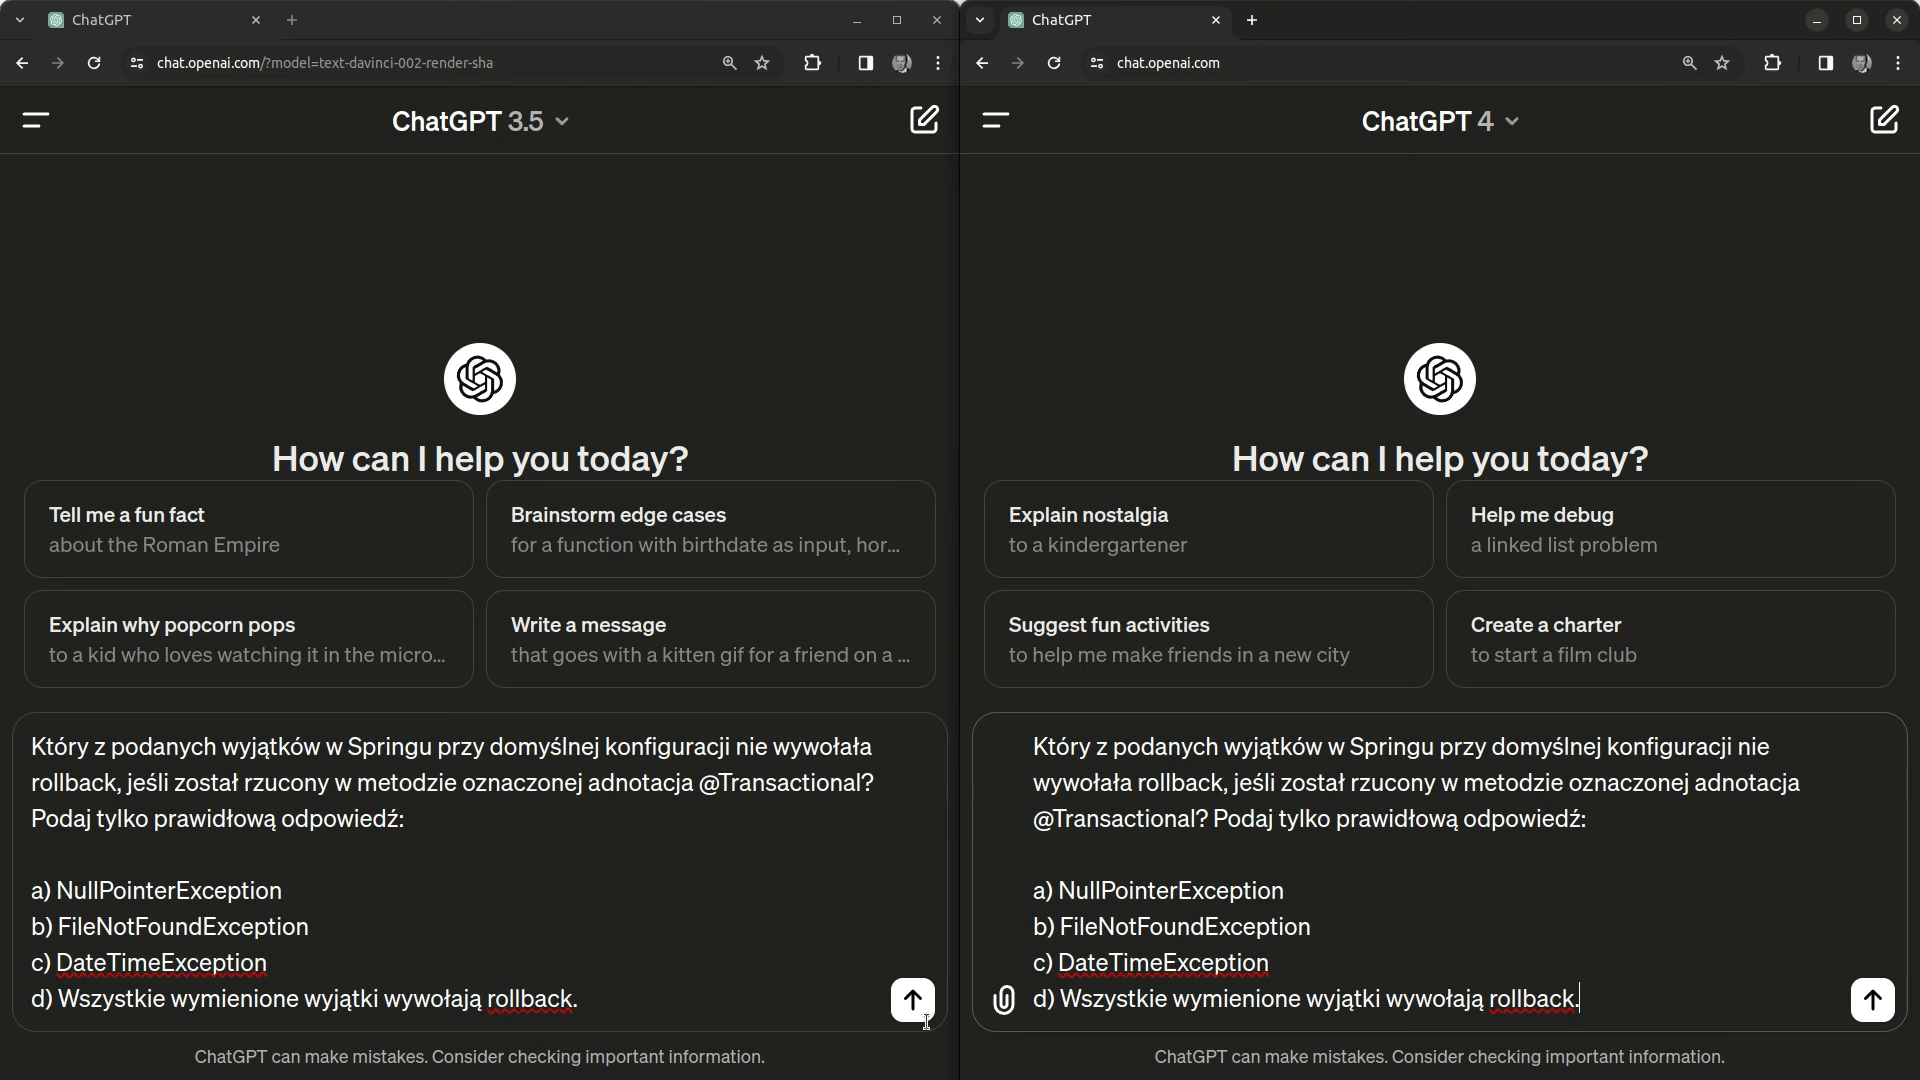 ChatGPT
chat.openai.com/?model=text-davinci-002-render-sha
ChatGPT 3.5
How can I help you today?
Tell me a fun fact
about the Roman Empire
Brainstorm edge cases
for a function with birthdate as input, hor...
Explain why popcorn pops
to a kid who loves watching it in the micro...
Write a message
that goes with a kitten gif for a friend on a ...
Który z podanych wyjątków w Springu przy domyślnej konfiguracji nie wywołała
rollback, jeśli został rzucony w metodzie oznaczonej adnotacja @Transactional?
Podaj tylko prawidłową odpowiedź:
a) NullPointerException
b) FileNotFoundException
c) DateTimeException
d) Wszystkie wymienione wyjątki wywołają rollback.
ChatGPT can make mistakes. Consider checking important information.
ChatGPT
chat.openai.com
ChatGPT 4
How can I help you today?
Explain nostalgia
to a kindergartener
Help me debug
a linked list problem
Suggest fun activities
to help me make friends in a new city
Create a charter
to start a film club
Który z podanych wyjątków w Springu przy domyślnej konfiguracji nie
wywołała rollback, jeśli został rzucony w metodzie oznaczonej adnotacja
@Transactional? Podaj tylko prawidłową odpowiedź:
a) NullPointerException
b) FileNotFoundException
c) DateTimeException
d) Wszystkie wymienione wyjątki wywołają rollback.
ChatGPT can make mistakes. Consider checking important information.